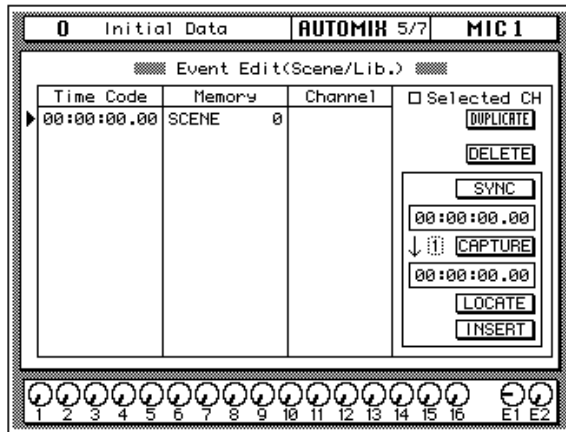 0 Initial Data AUTOMIX 5/7 MIC 1
Event Edit(Scene/Lib.)
Time Code Memory Channel
☐ Selected CH
00:00:00.00 SCENE 0
DUPLICATE
DELETE
SYNC
00:00:00.00
↓ 1 CAPTURE
00:00:00.00
LOCATE
INSERT
1 2 3 4 5 6 7 8 9 10 11 12 13 14 15 16 E1 E2